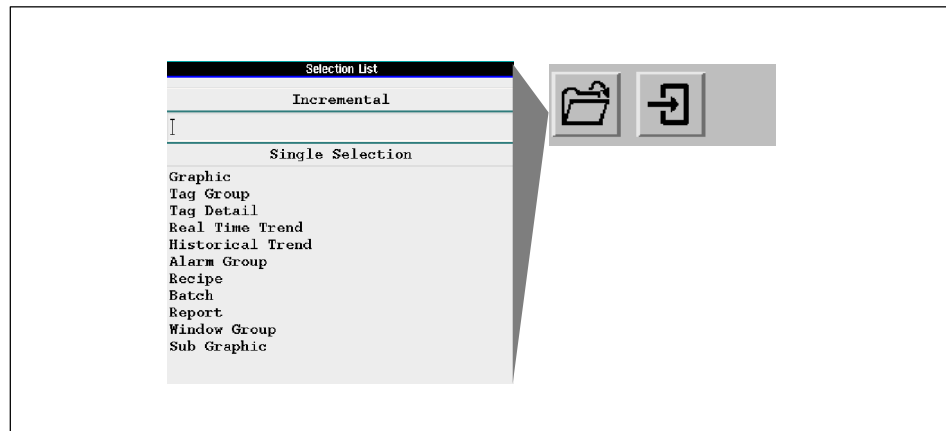 Selection List
Incremental
Single Selection
Graphic
Tag Group
Tag Detail
Real Time Trend
Historical Trend
Alarm Group
Recipe
Batch
Report
Window Group
Sub Graphic